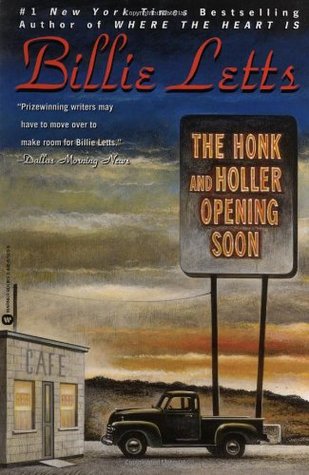 #1 New York Times Bestselling
Author of WHERE THE HEART IS
Billie Letts
“Prizewinning writers may
have to move over to
make room for Billie Letts.”
—Dallas Morning News
THE HONK
AND HOLLER
OPENING
SOON
CAFE